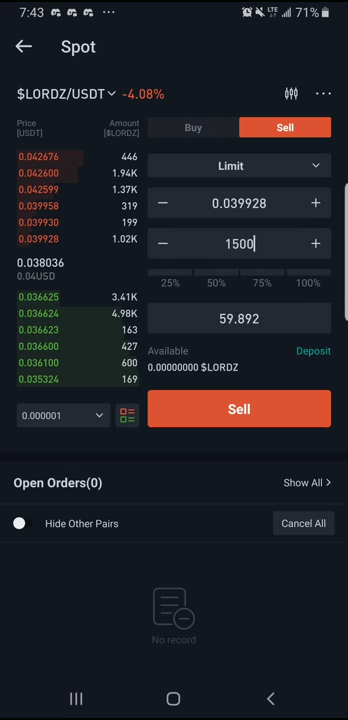 7:43 LTE 71%
Spot
$LORDZ/USDT -4.08%
Price Amount
[USDT] [$LORDZ]
Buy Sell
0.042676 446
0.042600 1.94K
0.042599 1.37K
0.039958 319
0.039930 199
0.039928 1.02K
0.038036
0.04USD
0.036625 3.41K
0.036624 4.98K
0.036623 163
0.036600 427
0.036100 600
0.035324 169
0.000001
Limit
0.039928
1500
25% 50% 75% 100%
59.892
Available Deposit
0.00000000 $LORDZ
Sell
Open Orders(0) Show All >
Hide Other Pairs Cancel All
No record